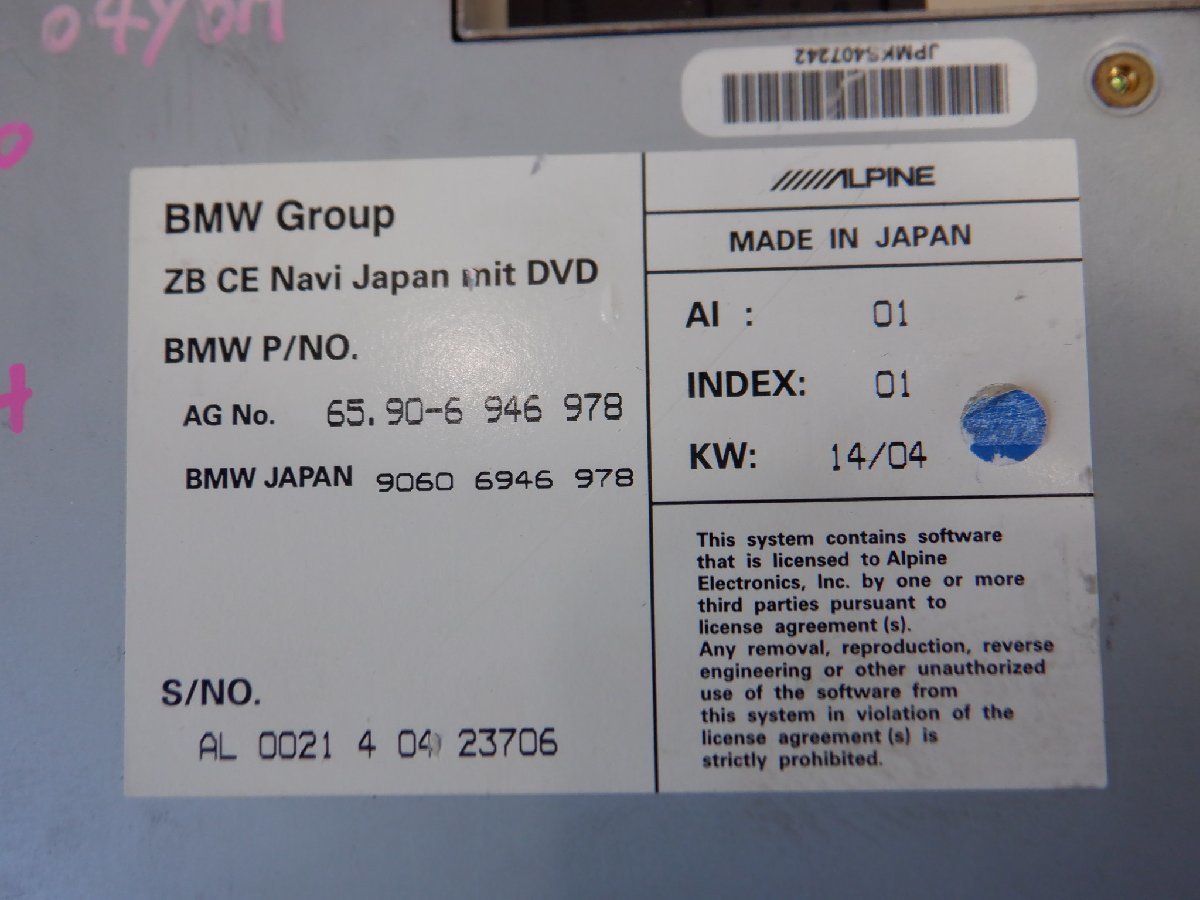 04YBM
JPMKS407242
BMW Group
ZB CE Navi Japan mit DVD
BMW P/NO.
AG No. 65.90-6 946 978
BMW JAPAN 9060 6946 978
S/NO.
AL 0021 4 04 23706
ALPINE
MADE IN JAPAN
AI : 01
INDEX: 01
KW: 14/04
This system contains software
that is licensed to Alpine
Electronics, Inc. by one or more
third parties pursuant to
license agreement (s).
Any removal, reproduction, reverse
engineering or other unauthorized
use of the software from
this system in violation of the
license agreement (s) is
strictly prohibited.